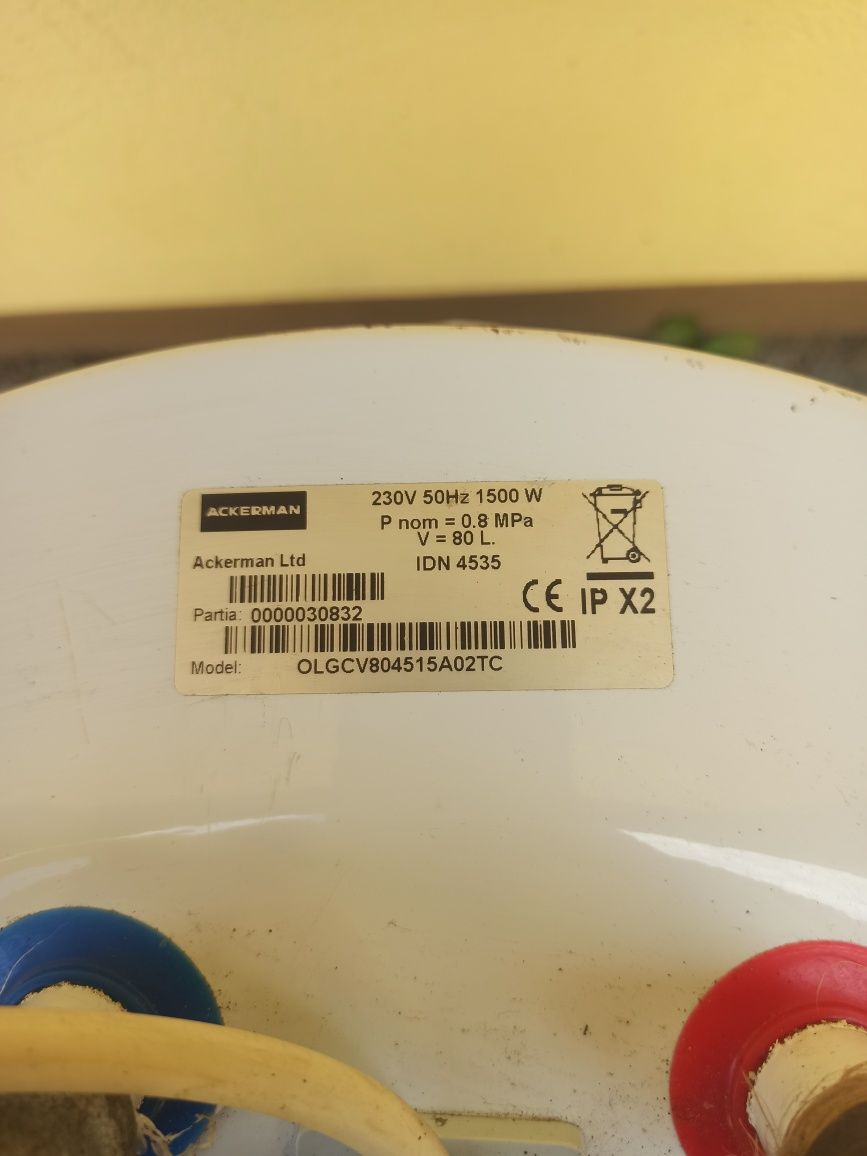 ACKERMAN
230V 50Hz 1500 W
P nom = 0.8 MPa
V = 80 L.
Ackerman Ltd
IDN 4535
CE IP X2
Partia: 0000030832
Model: OLGCV804515A02TC